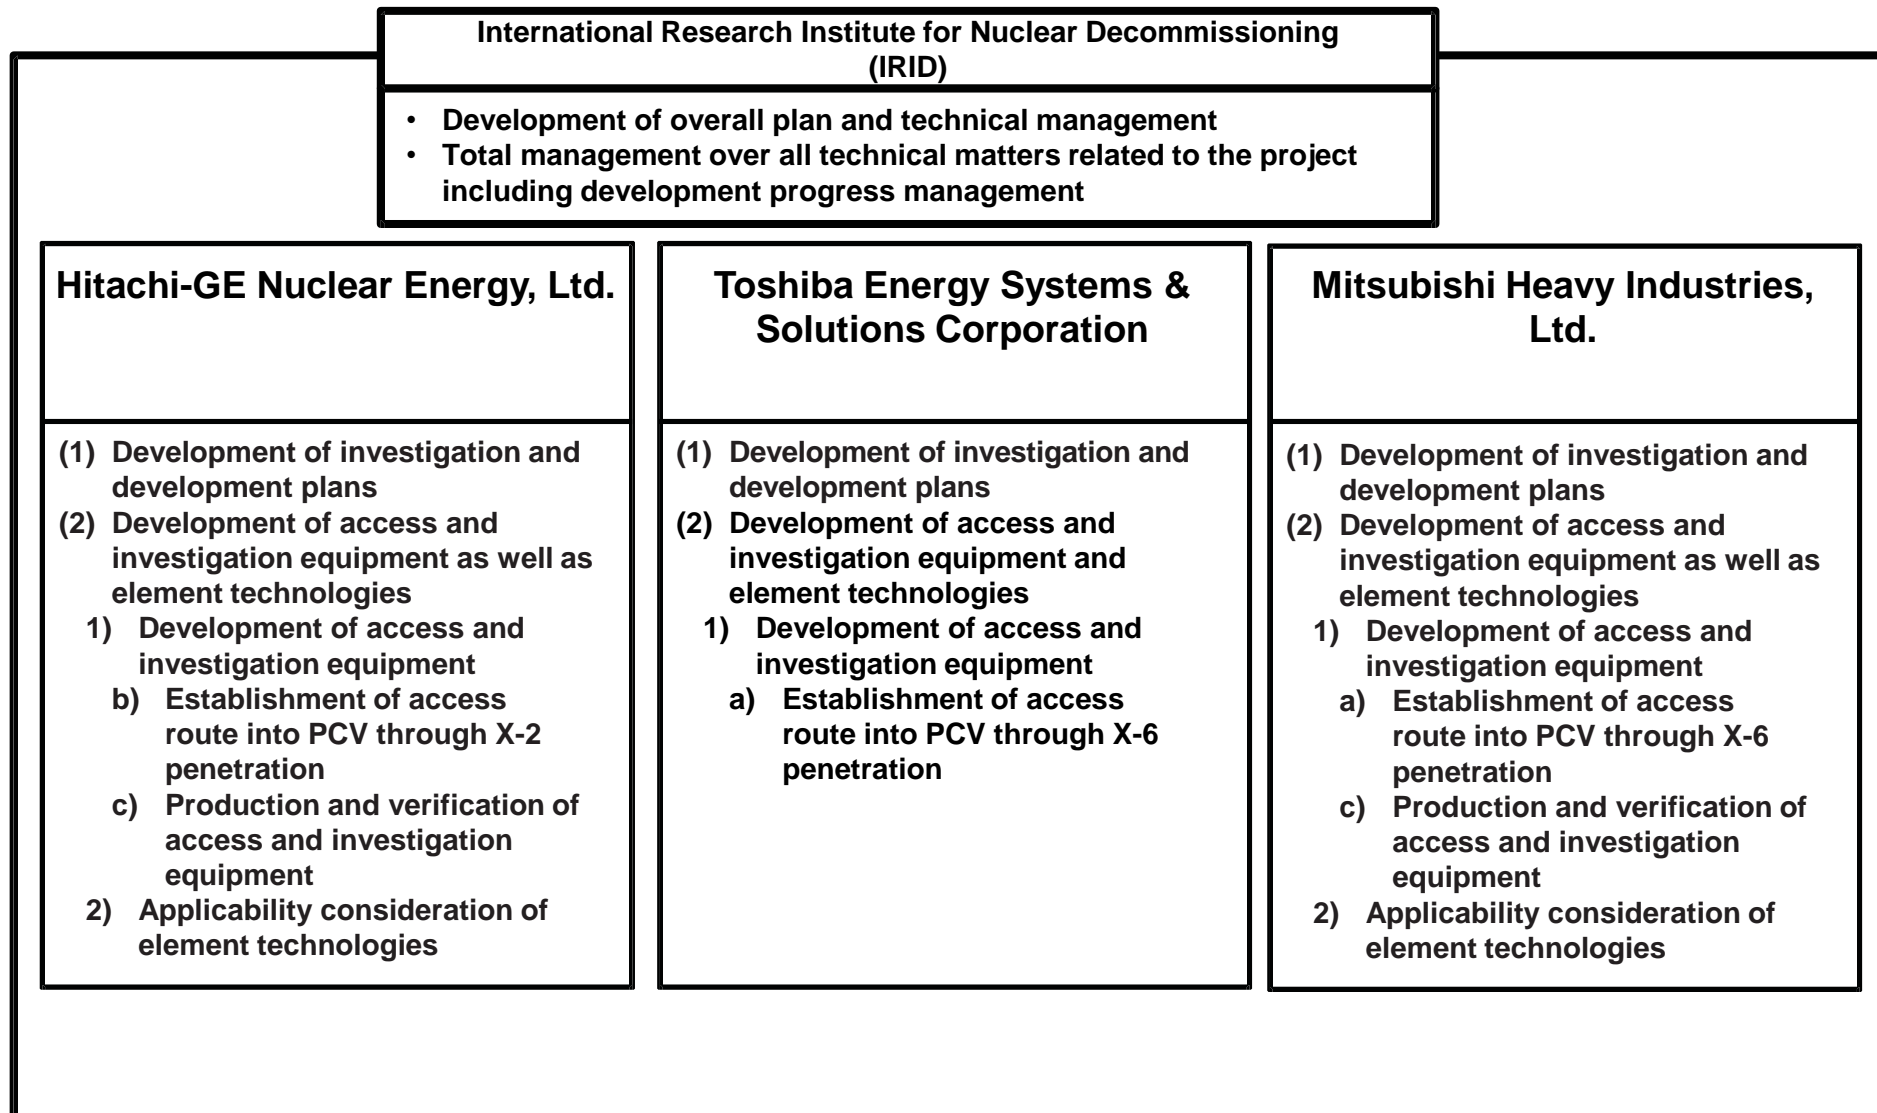 International Research Institute for Nuclear Decommissioning
(IRID)
• Development of overall plan and technical management
• Total management over all technical matters related to the project
including development progress management
Hitachi-GE Nuclear Energy, Ltd.
(1) Development of investigation and
development plans
(2) Development of access and
investigation equipment as well as
element technologies
1) Development of access and
investigation equipment
b) Establishment of access
route into PCV through X-2
penetration
c) Production and verification of
access and investigation
equipment
2) Applicability consideration of
element technologies
Toshiba Energy Systems &
Solutions Corporation
(1) Development of investigation and
development plans
(2) Development of access and
investigation equipment and
element technologies
1) Development of access and
investigation equipment
a) Establishment of access
route into PCV through X-6
penetration
Mitsubishi Heavy Industries,
Ltd.
(1) Development of investigation and
development plans
(2) Development of access and
investigation equipment as well as
element technologies
1) Development of access and
investigation equipment
a) Establishment of access
route into PCV through X-6
penetration
c) Production and verification of
access and investigation
equipment
2) Applicability consideration of
element technologies